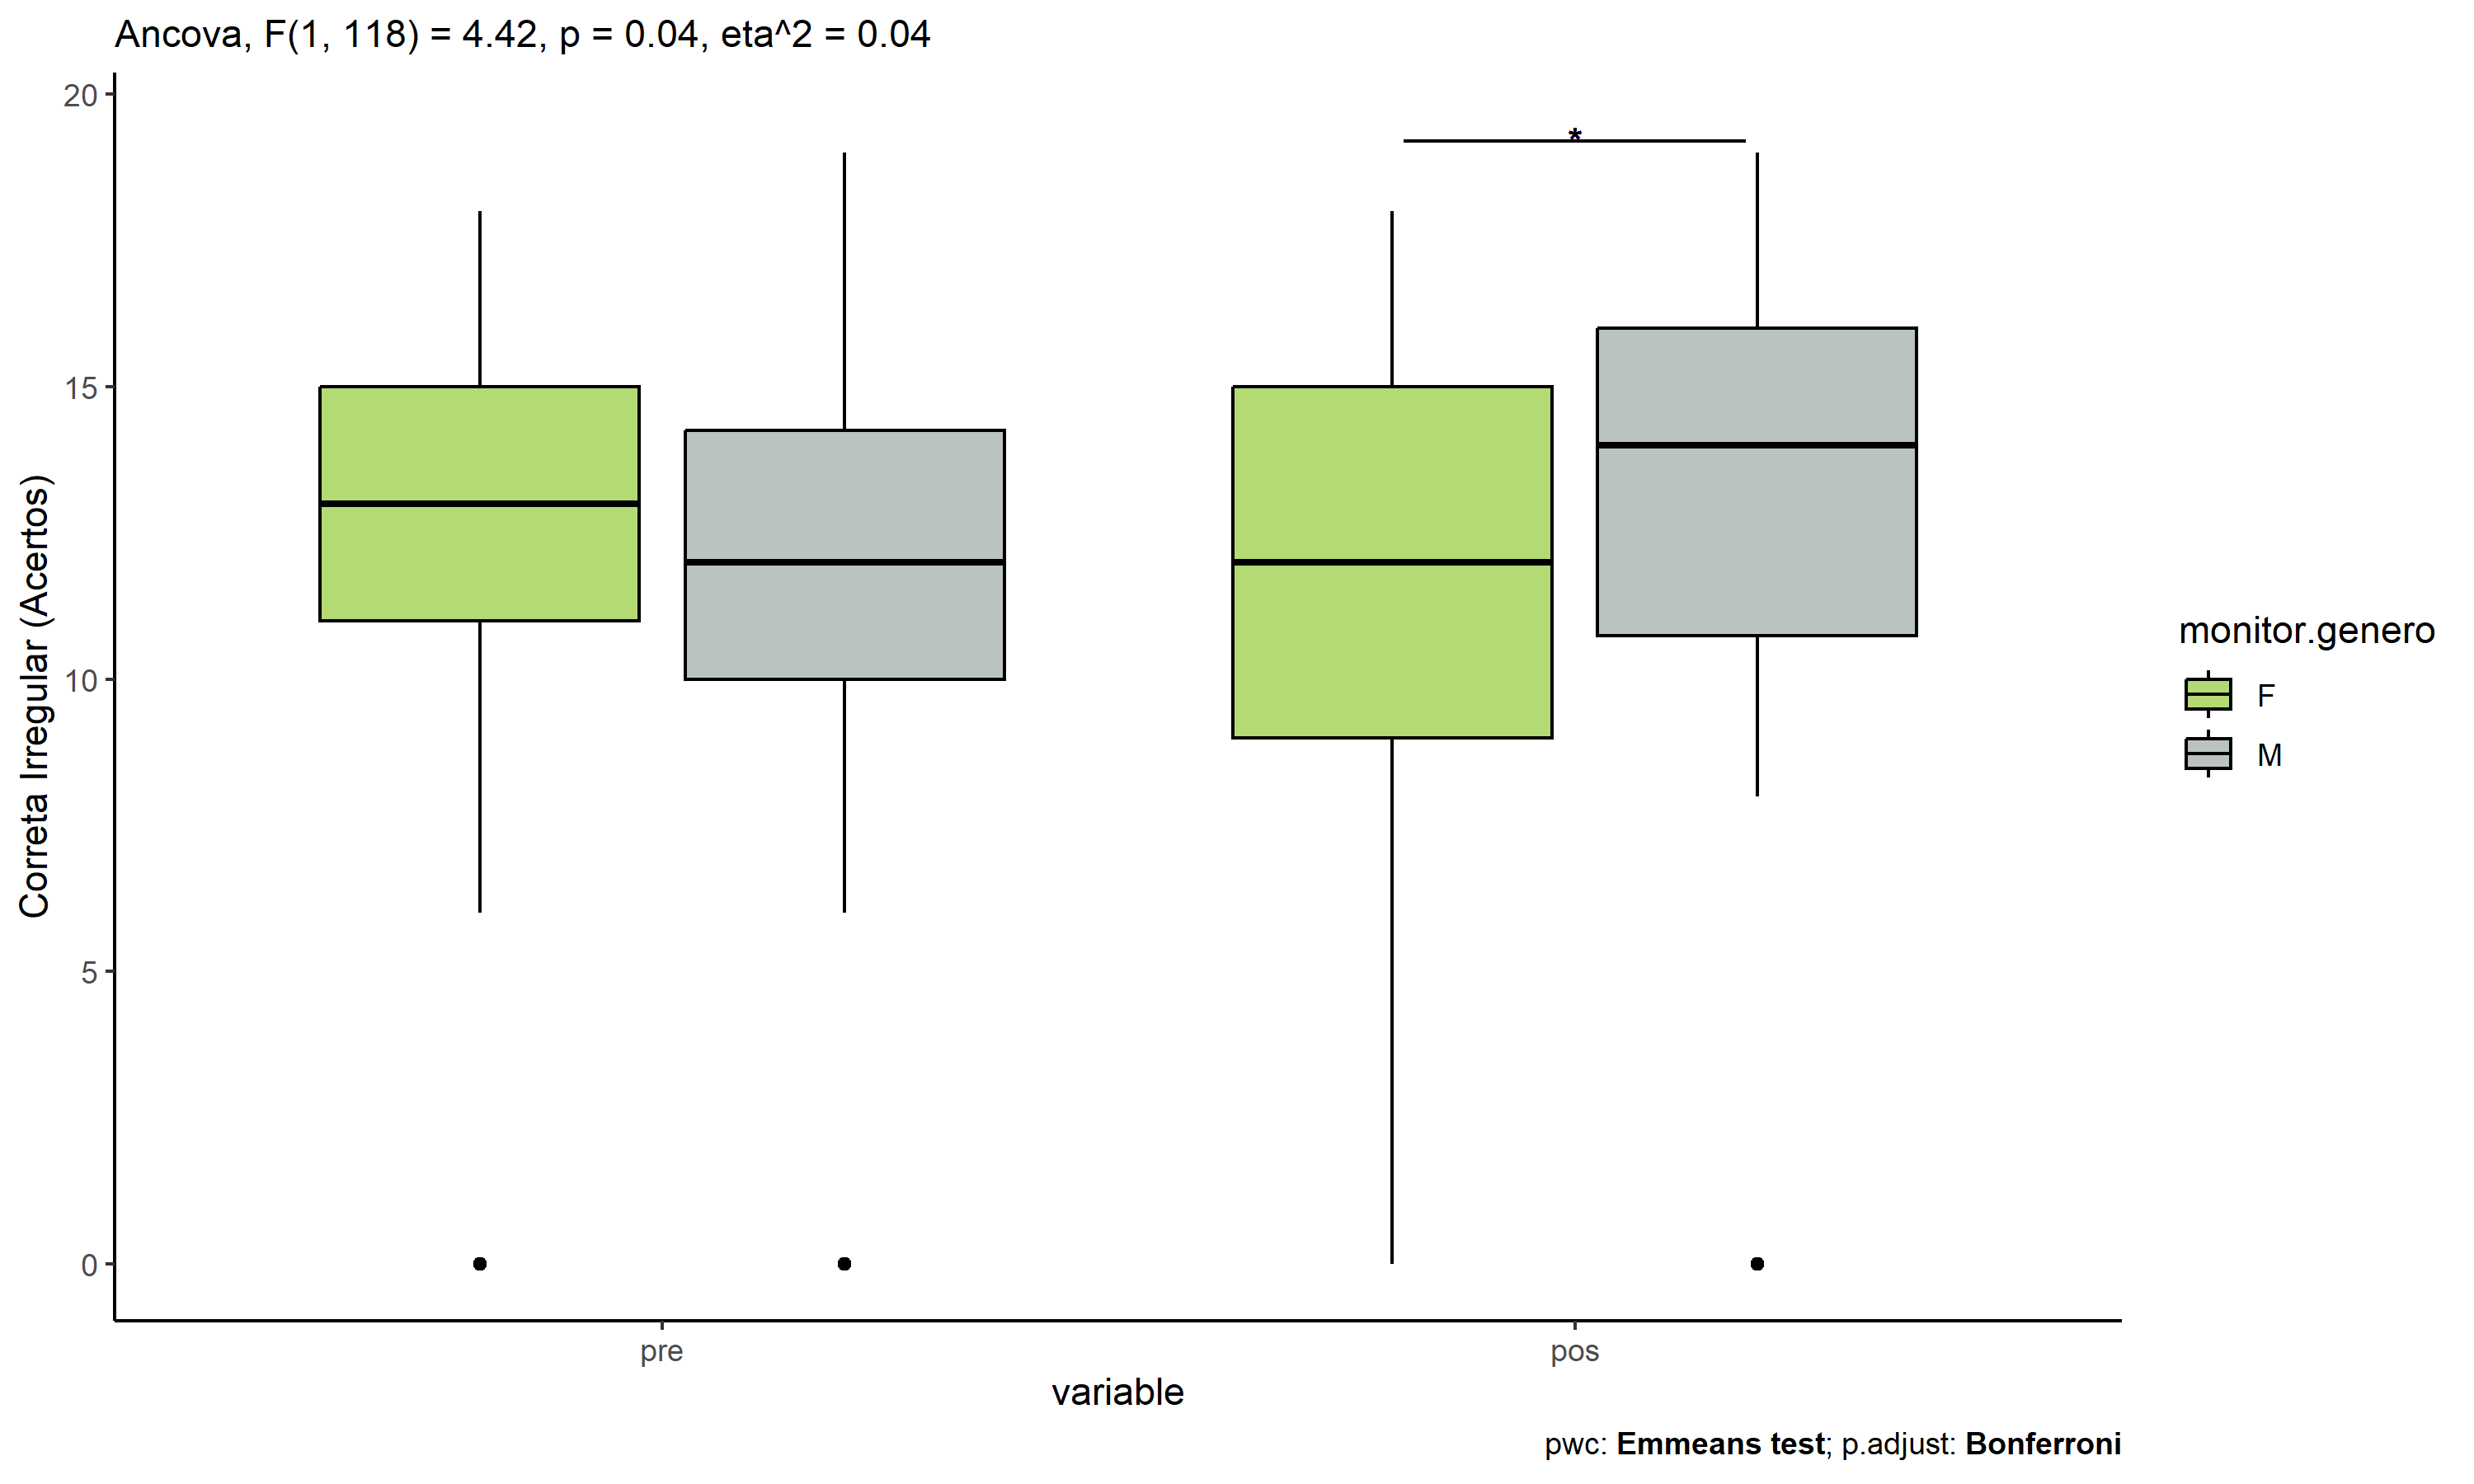 Ancova, F(1, 118) = 4.42, p = 0.04, eta^2 = 0.04
Correta Irregular (Acertos)
20
15
10
5
0
*
pre
pos
variable
monitor.genero
F
M
pwc: Emmeans test; p.adjust: Bonferroni